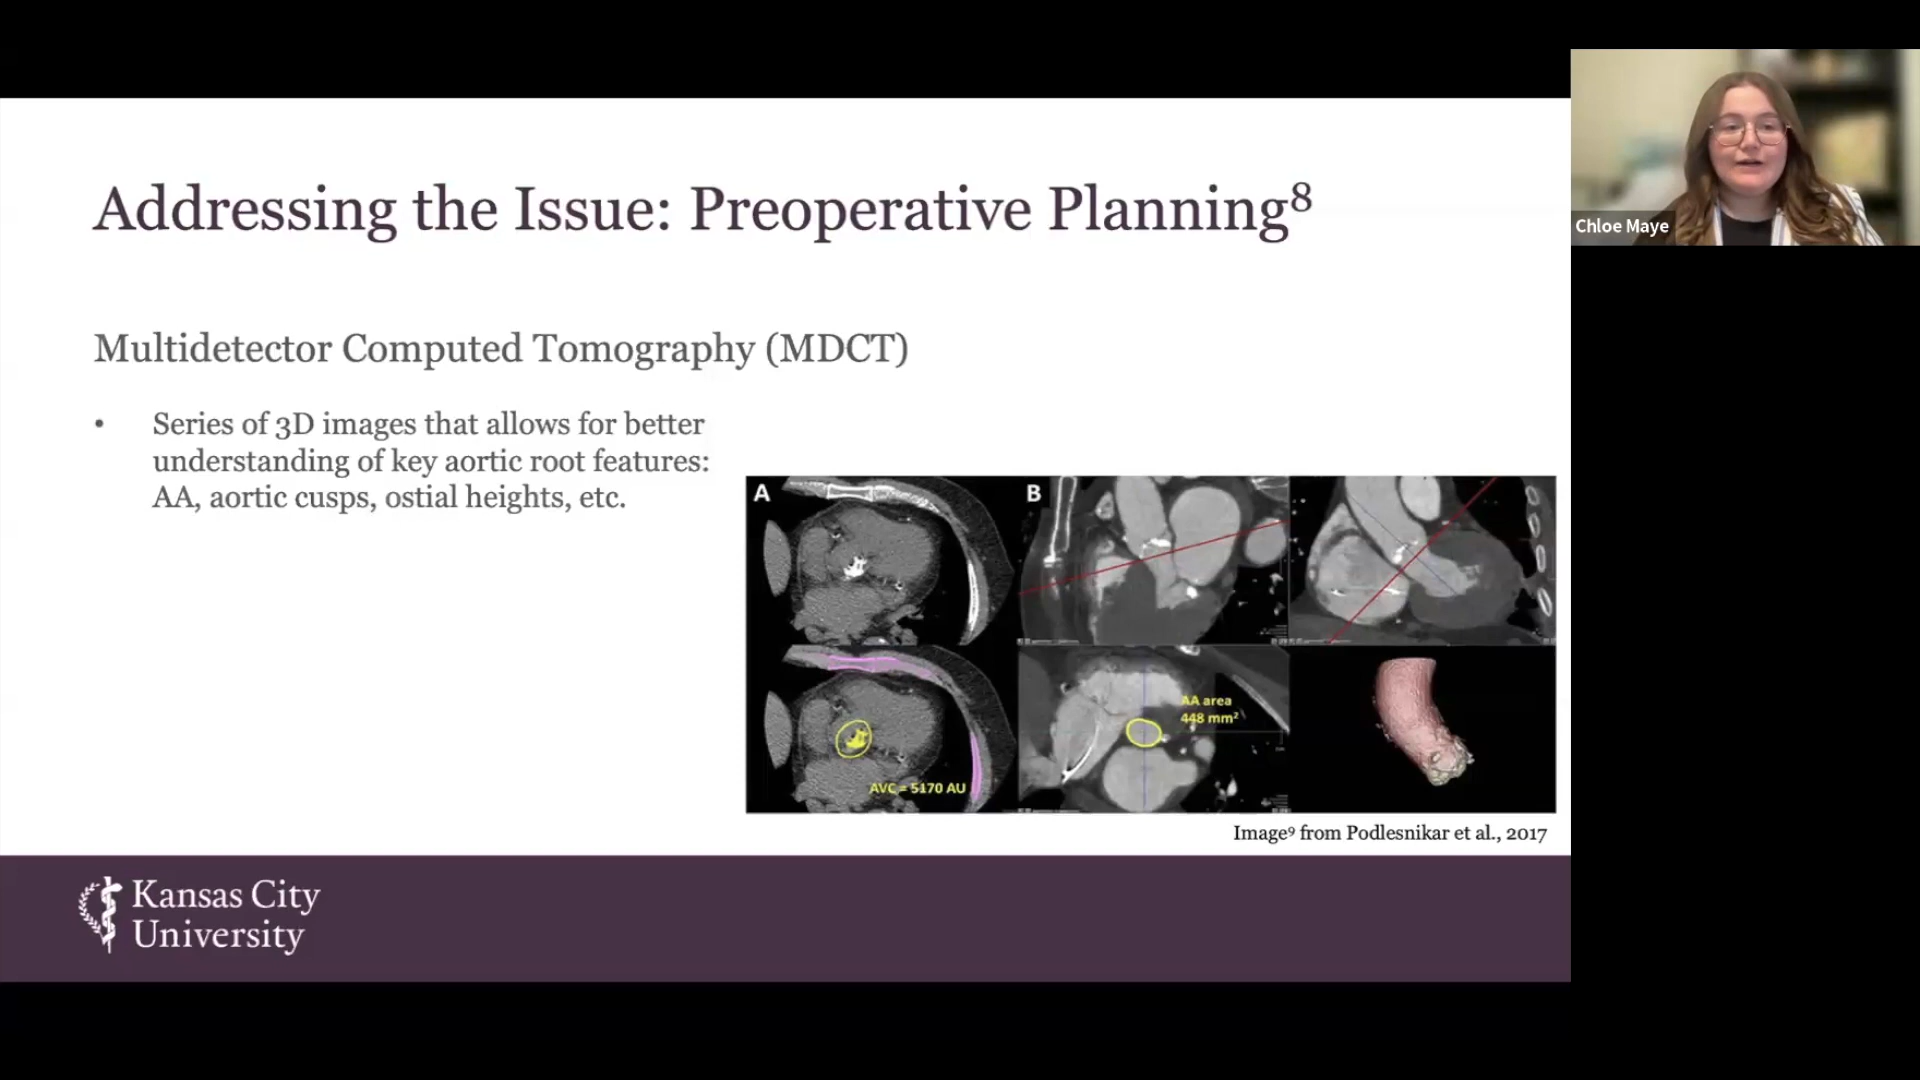 Addressing the Issue: Preoperative Planning⁸
Chloe Maye
Multidetector Computed Tomography (MDCT)
• Series of 3D images that allows for better
understanding of key aortic root features:
AA, aortic cusps, ostial heights, etc.
A
B
AA area
448 mm²
AVC = 5170 AU
Image⁹ from Podlesnikar et al., 2017
Kansas City
University